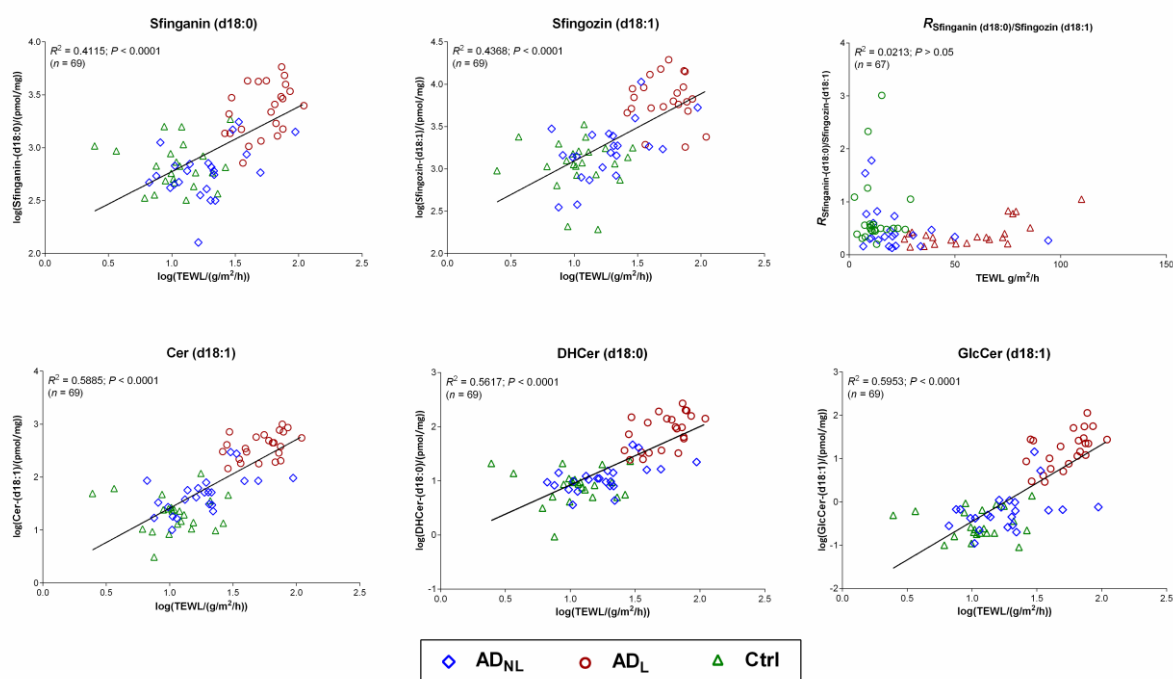 Sfinganin (d18:0)
R² = 0.4115; P < 0.0001
(n = 69)
log(Sfinganin-(d18:0)/(pmol/mg))
4.0
3.5
3.0
2.5
2.0
0.0 0.5 1.0 1.5 2.0 2.5
log(TEWL/(g/m²/h))
Sfingozin (d18:1)
R² = 0.4368; P < 0.0001
(n = 69)
log(Sfingozin-(d18:1)/(pmol/mg))
4.5
4.0
3.5
3.0
2.5
2.0
0.0 0.5 1.0 1.5 2.0 2.5
log(TEWL/(g/m²/h))
RSfinganin (d18:0)/Sfingozin (d18:1)
R² = 0.0213; P > 0.05
(n = 67)
RSfinganin-(d18:0)/Sfingozin-(d18:1)
4
3
2
1
0
0 50 100 150
TEWL g/m²/h
Cer (d18:1)
R² = 0.5885; P < 0.0001
(n = 69)
log(Cer-(d18:1)/(pmol/mg))
4
3
2
1
0
0.0 0.5 1.0 1.5 2.0 2.5
log(TEWL/(g/m²/h))
DHCer (d18:0)
R² = 0.5617; P < 0.0001
(n = 69)
log(DHCer-(d18:0)/(pmol/mg))
3
2
1
0
-1
0.0 0.5 1.0 1.5 2.0 2.5
log(TEWL/(g/m²/h))
GlcCer (d18:1)
R² = 0.5953; P < 0.0001
(n = 69)
log(GlcCer-(d18:1)/(pmol/mg))
3
2
1
0
-1
-2
0.0 0.5 1.0 1.5 2.0 2.5
log(TEWL/(g/m²/h))
ADNL ADL Ctrl